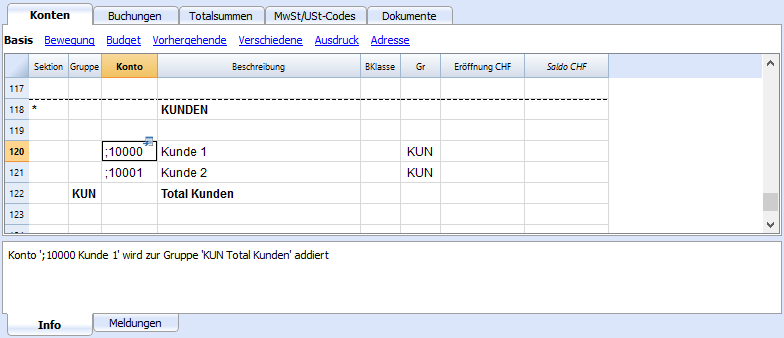 Konten Buchungen Totalsummen MwSt/USt-Codes Dokumente
Basis Bewegung Budget Vorhergehende Verschiedene Ausdruck Adresse
Sektion Gruppe Konto Beschreibung BKlasse Gr Eröffnung CHF Saldo CHF
117
118 * KUNDEN
119
120 ;10000 Kunde 1 KUN
121 ;10001 Kunde 2 KUN
122 KUN Total Kunden
123
Konto ';10000 Kunde 1' wird zur Gruppe 'KUN Total Kunden' addiert
Info Meldungen